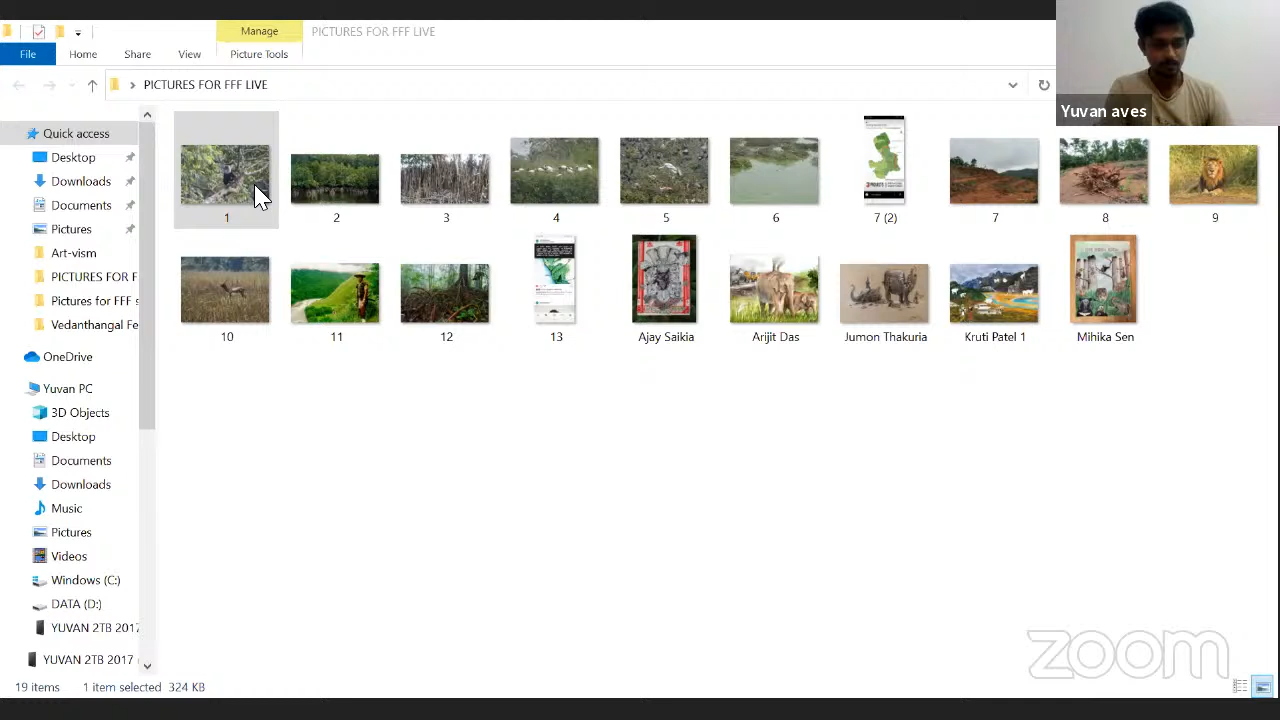 Manage
PICTURES FOR FFF LIVE
File
Home
Share
View
Picture Tools
PICTURES FOR FFF LIVE
Yuvan aves
Quick access
Desktop
Downloads
Documents
Pictures
Art-vism
PICTURES FOR F
Pictures for FFF s
Vedanthangal Fe
OneDrive
Yuvan PC
3D Objects
Desktop
Documents
Downloads
Music
Pictures
Videos
Windows (C:)
DATA (D:)
YUVAN 2TB 2017
YUVAN 2TB 2017
1
2
3
4
5
6
7 (2)
7
8
9
10
11
12
13
Ajay Saikia
Arijit Das
Jumon Thakuria
Kruti Patel 1
Mihika Sen
19 items
1 item selected
324 KB
zoom